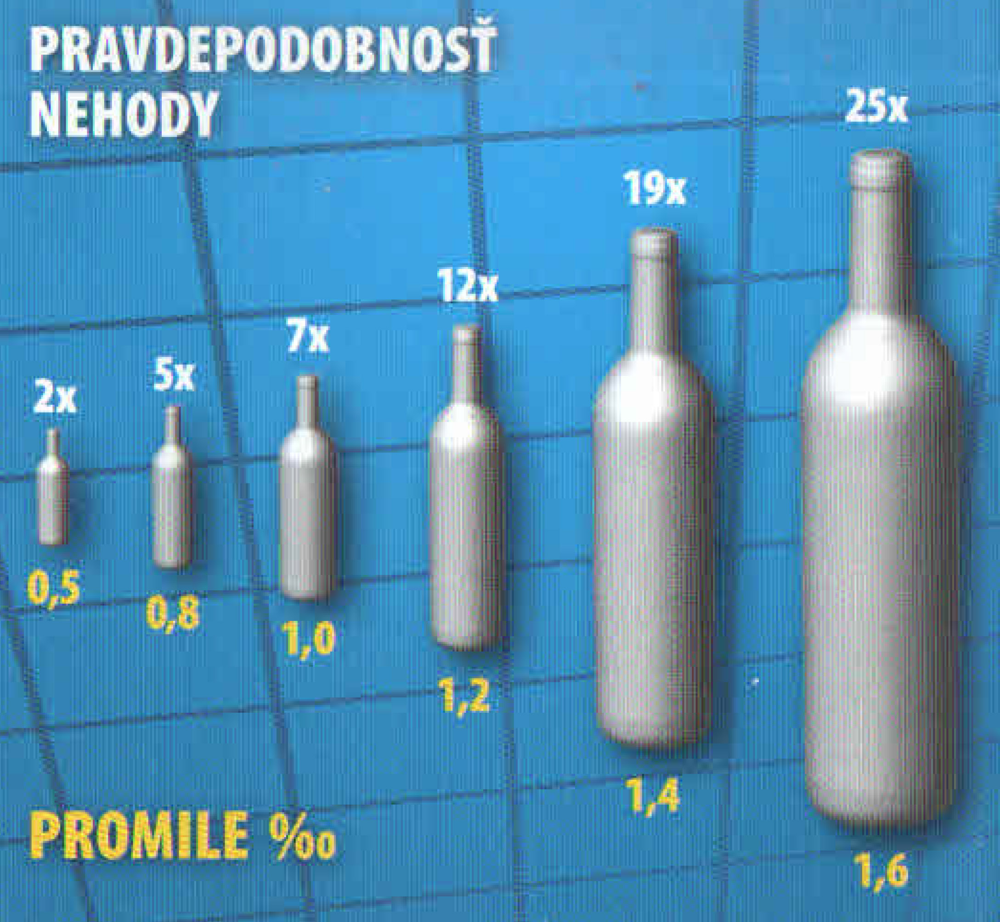 PRAVDEPODOBNOSŤ
NEHODY
2x
5x
7x
12x
19x
25x
0,5
0,8
1,0
1,2
1,4
1,6
PROMILE ‰